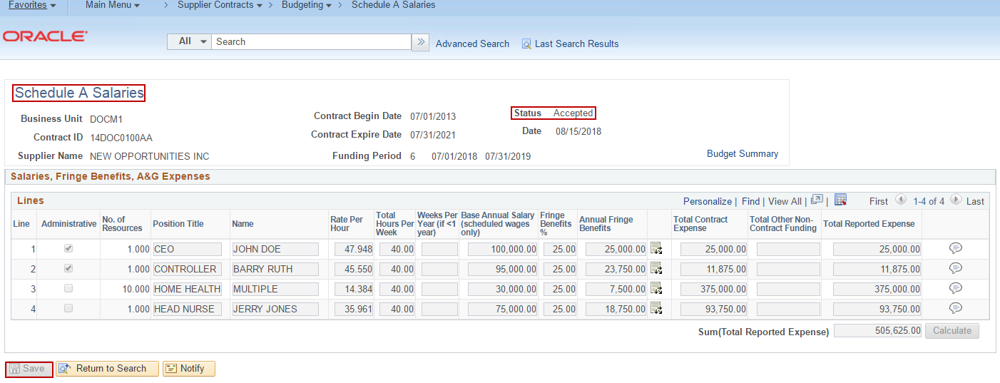 Favorites Main Menu > Supplier Contracts > Budgeting > Schedule A Salaries
ORACLE
All Search » Advanced Search Last Search Results
Schedule A Salaries
Business Unit DOCM1 Contract Begin Date 07/01/2013 Status Accepted
Contract ID 14DOC0100AA Contract Expire Date 07/31/2021 Date 08/15/2018
Supplier Name NEW OPPORTUNITIES INC Funding Period 6 07/01/2018 07/31/2019 Budget Summary
Salaries, Fringe Benefits, A&G Expenses
Lines Personalize | Find | View All | | First 1-4 of 4 Last
Line Administrative No. of Resources Position Title Name Rate Per Hour Total Hours Per Week Weeks Per Year (if <1 year) Base Annual Salary (scheduled wages only) Fringe Benefits % Annual Fringe Benefits Total Contract Expense Total Other Non-Contract Funding Total Reported Expense
1 1.000 CEO JOHN DOE 47.948 40.00 100,000.00 25.00 25,000.00 25,000.00 25,000.00
2 1.000 CONTROLLER BARRY RUTH 45.550 40.00 95,000.00 25.00 23,750.00 11,875.00 11,875.00
3 10.000 HOME HEALTH MULTIPLE 14.384 40.00 30,000.00 25.00 7,500.00 375,000.00 375,000.00
4 1.000 HEAD NURSE JERRY JONES 35.961 40.00 75,000.00 25.00 18,750.00 93,750.00 93,750.00
Sum(Total Reported Expense) 505,625.00 Calculate
Save Return to Search Notify